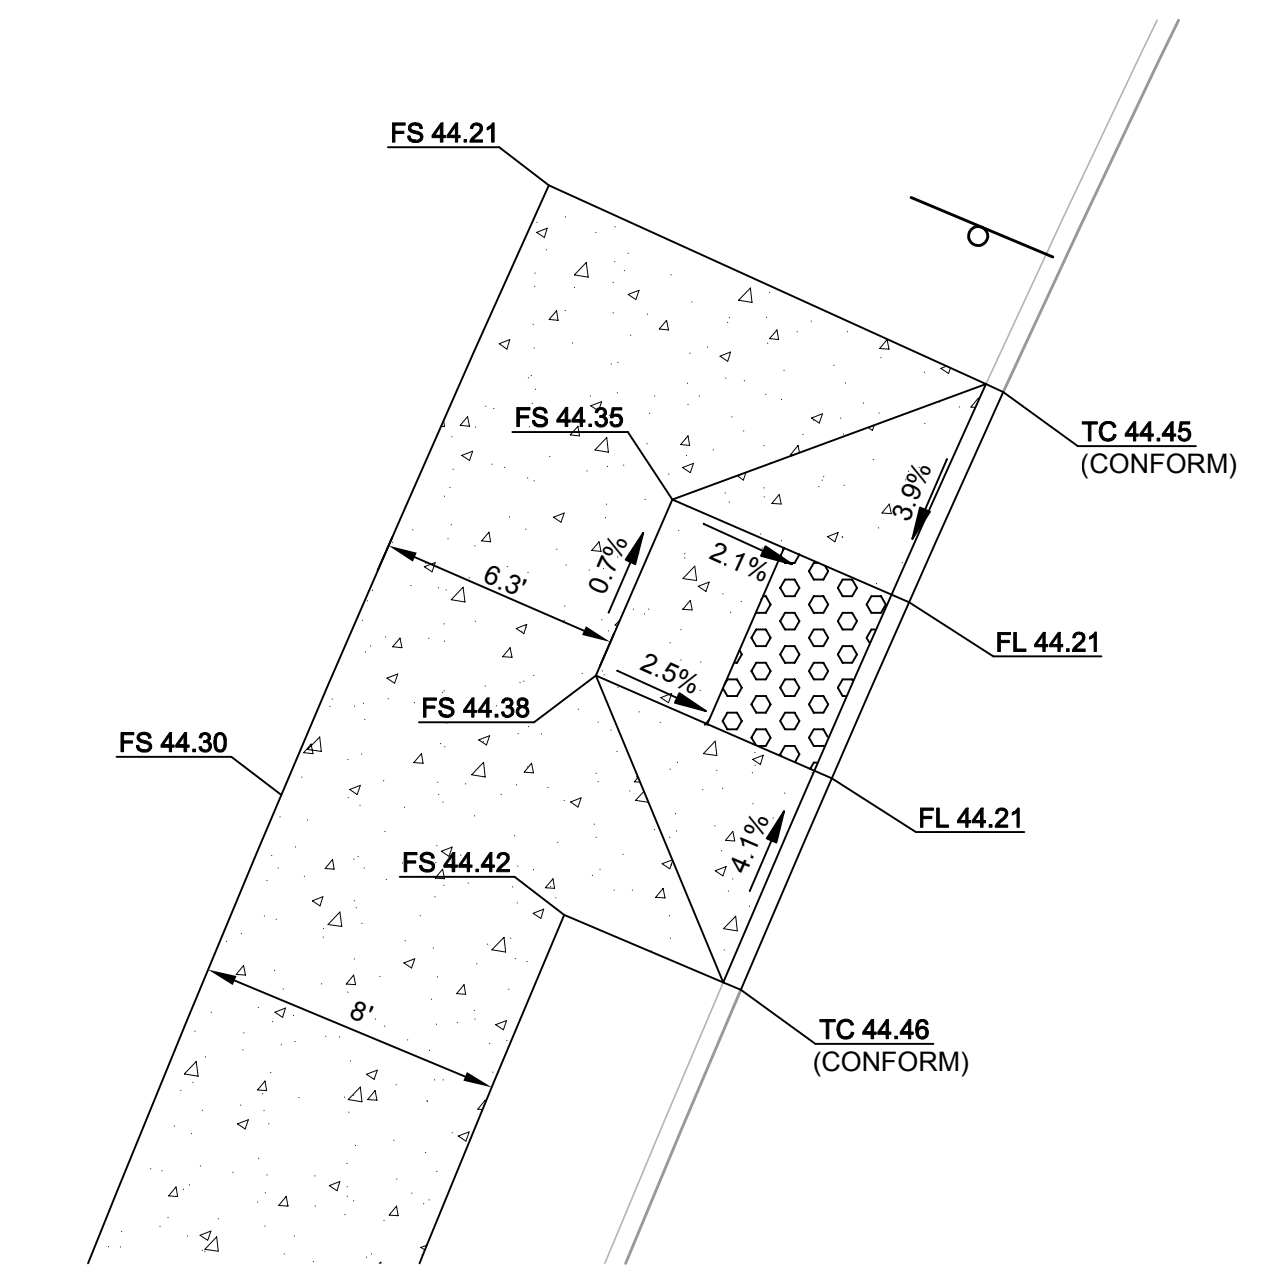 FS 44.21
FS 44.35
TC 44.45
(CONFORM)
3.9%
2.1%
0.7%
6.3'
FL 44.21
2.5%
FS 44.38
FS 44.30
FL 44.21
4.1%
FS 44.42
8'
TC 44.46
(CONFORM)